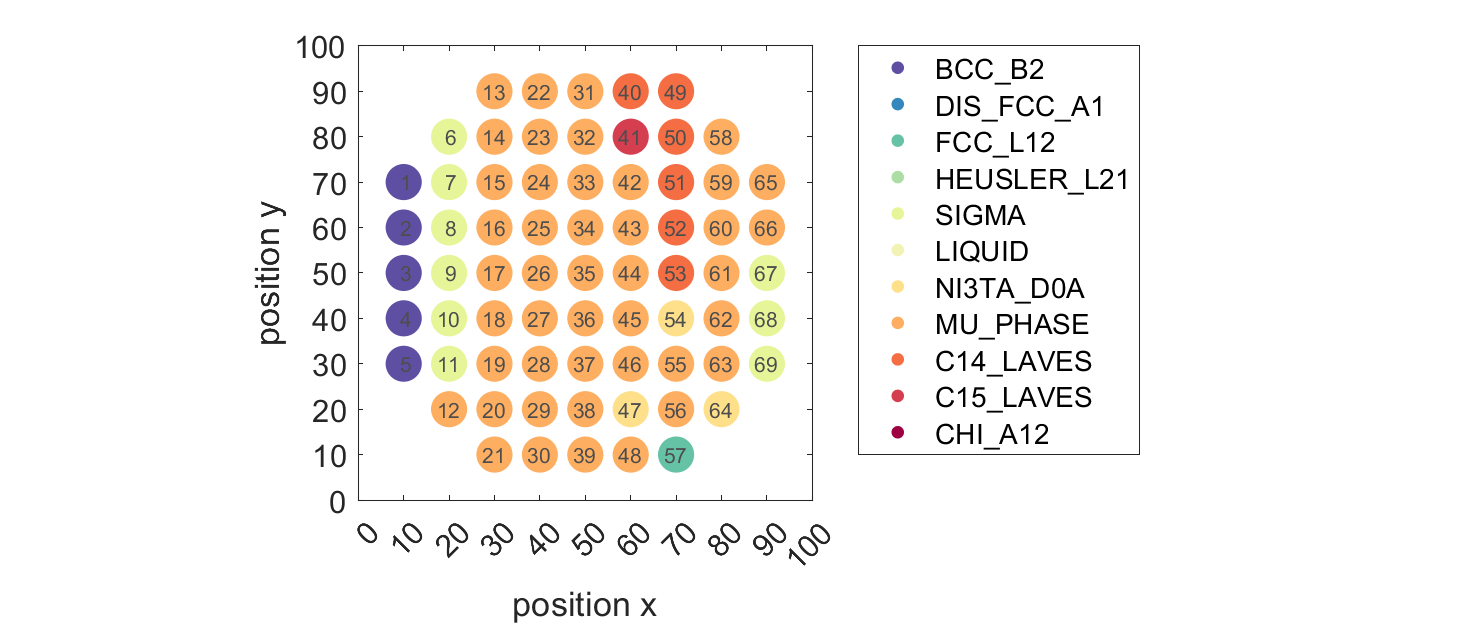 100
90 13 22 31 40 49
80 6 14 23 32 41 50 58
70 1 7 15 24 33 42 51 59 65
60 2 8 16 25 34 43 52 60 66
50 3 9 17 26 35 44 53 61 67
40 4 10 18 27 36 45 54 62 68
30 5 11 19 28 37 46 55 63 69
20 12 20 29 38 47 56 64
10 21 30 39 48 57
0
0 10 20 30 40 50 60 70 80 90 100
position x
position y
BCC_B2
DIS_FCC_A1
FCC_L12
HEUSLER_L21
SIGMA
LIQUID
NI3TA_D0A
MU_PHASE
C14_LAVES
C15_LAVES
CHI_A12